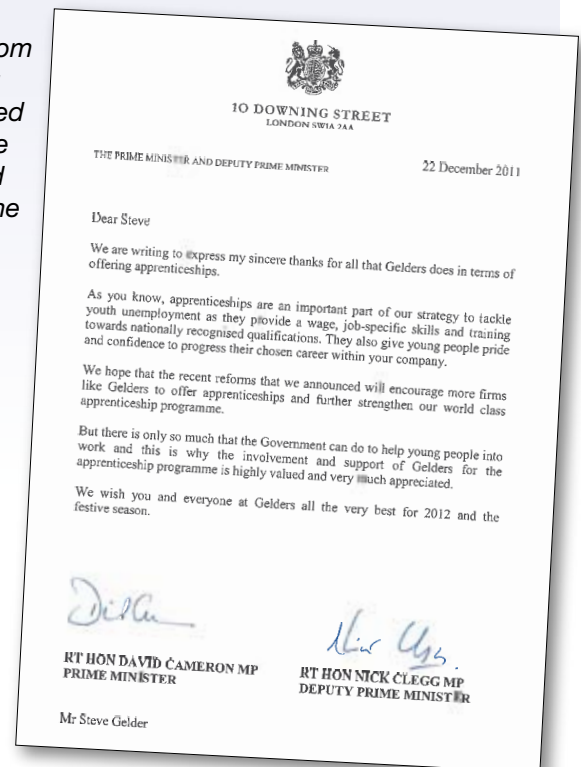 om
ed
e
d
ne
10 DOWNING STREET
LONDON SW1A 2AA
THE PRIME MINISTER AND DEPUTY PRIME MINISTER
22 December 2011
Dear Steve
We are writing to express my sincere thanks for all that Gelders does in terms of
offering apprenticeships.
As you know, apprenticeships are an important part of our strategy to tackle
youth unemployment as they provide a wage, job-specific skills and training
towards nationally recognised qualifications. They also give young people pride
and confidence to progress their chosen career within your company.
We hope that the recent reforms that we announced will encourage more firms
like Gelders to offer apprenticeships and further strengthen our world class
apprenticeship programme.
But there is only so much that the Government can do to help young people into
work and this is why the involvement and support of Gelders for the
apprenticeship programme is highly valued and very much appreciated.
We wish you and everyone at Gelders all the very best for 2012 and the
festive season.
RT HON DAVID CAMERON MP
PRIME MINISTER
RT HON NICK CLEGG MP
DEPUTY PRIME MINISTER
Mr Steve Gelder